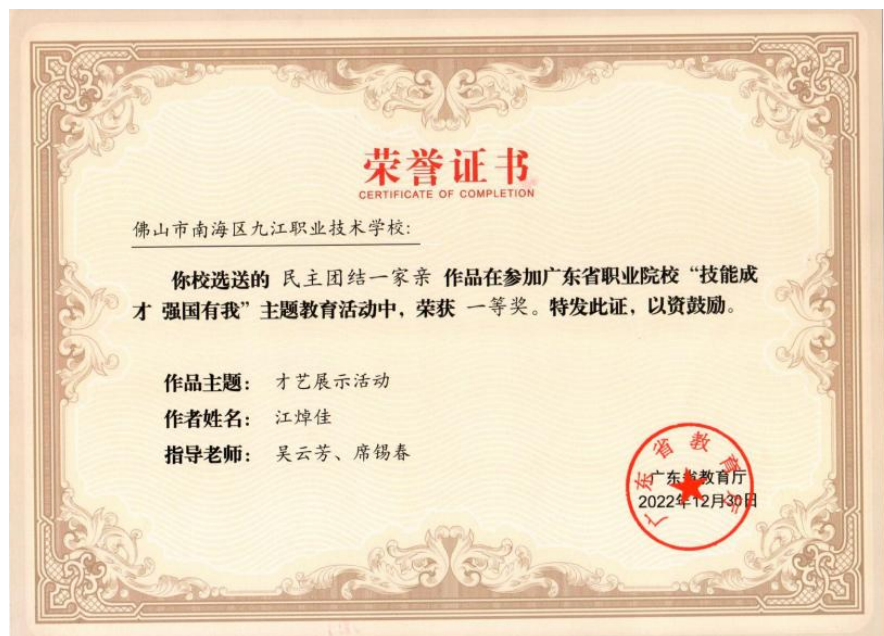 荣誉证书
CERTIFICATE OF COMPLETION
佛山市南海区九江职业技术学校:
你校选送的 民主团结一家亲 作品在参加广东省职业院校“技能成
才 强国有我”主题教育活动中，荣获 一等奖。特发此证，以资鼓励。
作品主题： 才艺展示活动
作者姓名： 江焯佳
指导老师： 吴云芳、席锡春
广东省教育厅
广东省教育厅
2022年12月30日